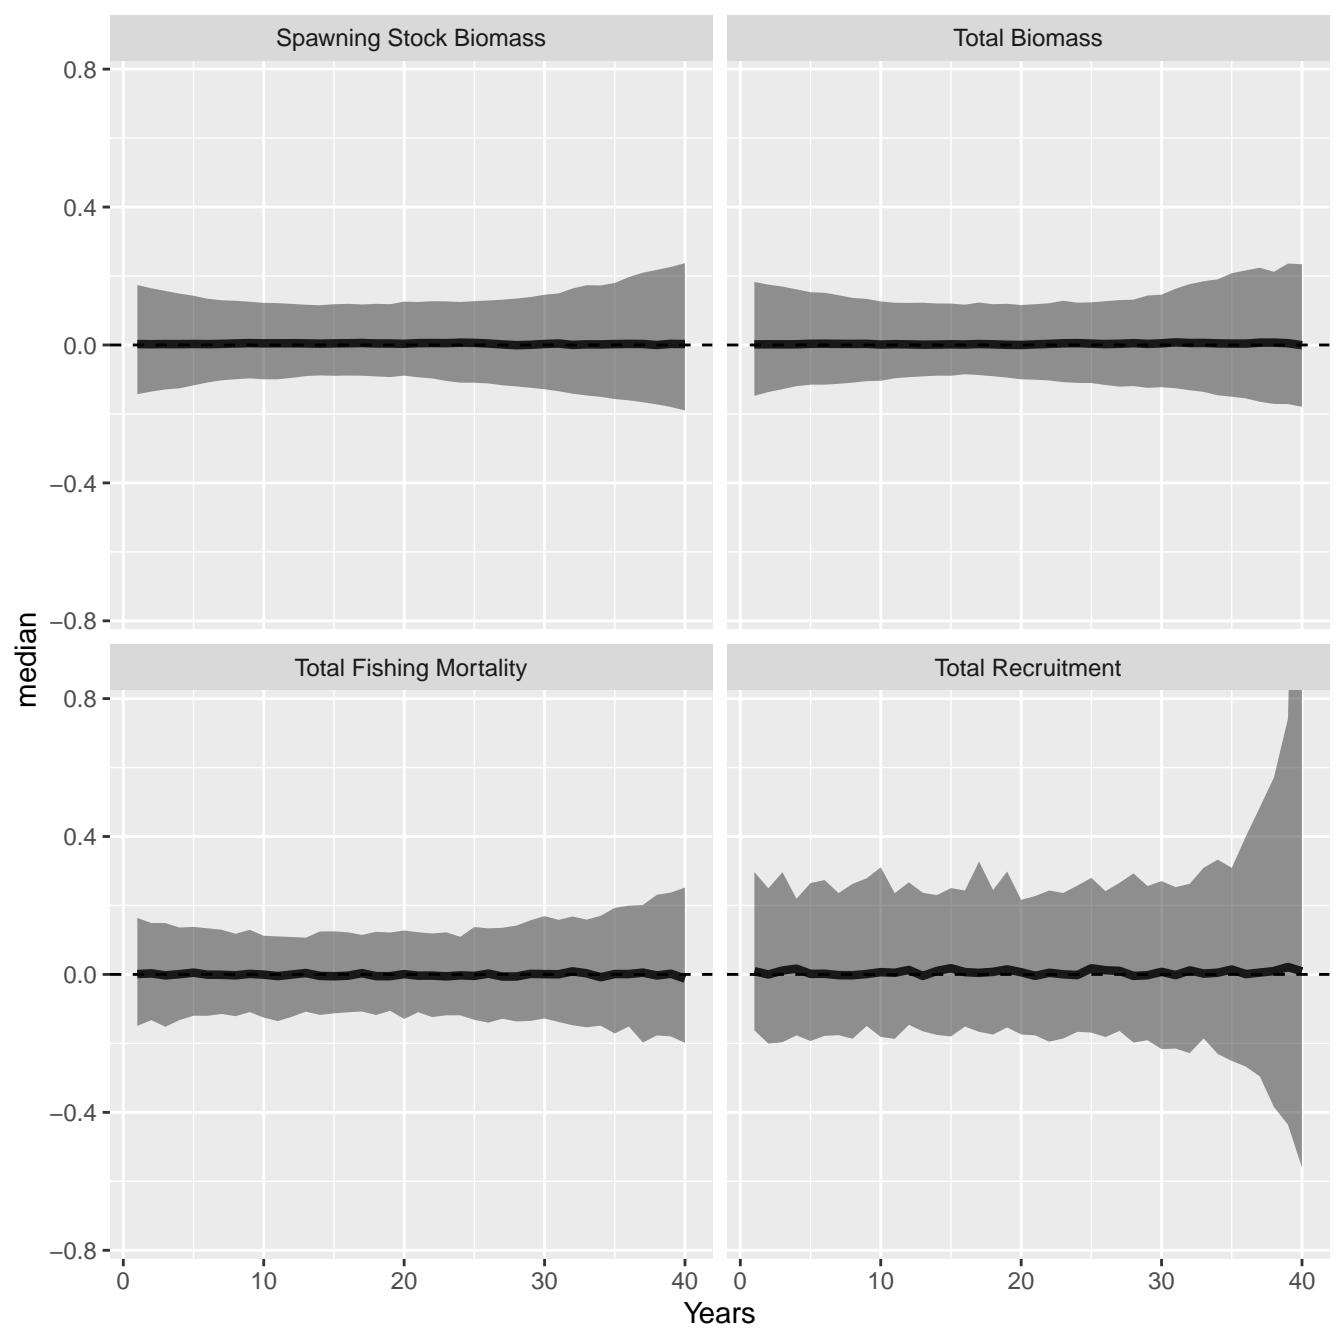 Spawning Stock Biomass
Total Biomass
0.8
0.4
0.0
−0.4
−0.8
median
Total Fishing Mortality
Total Recruitment
0.8
0.4
0.0
−0.4
−0.8
0 10 20 30 40
0 10 20 30 40
Years